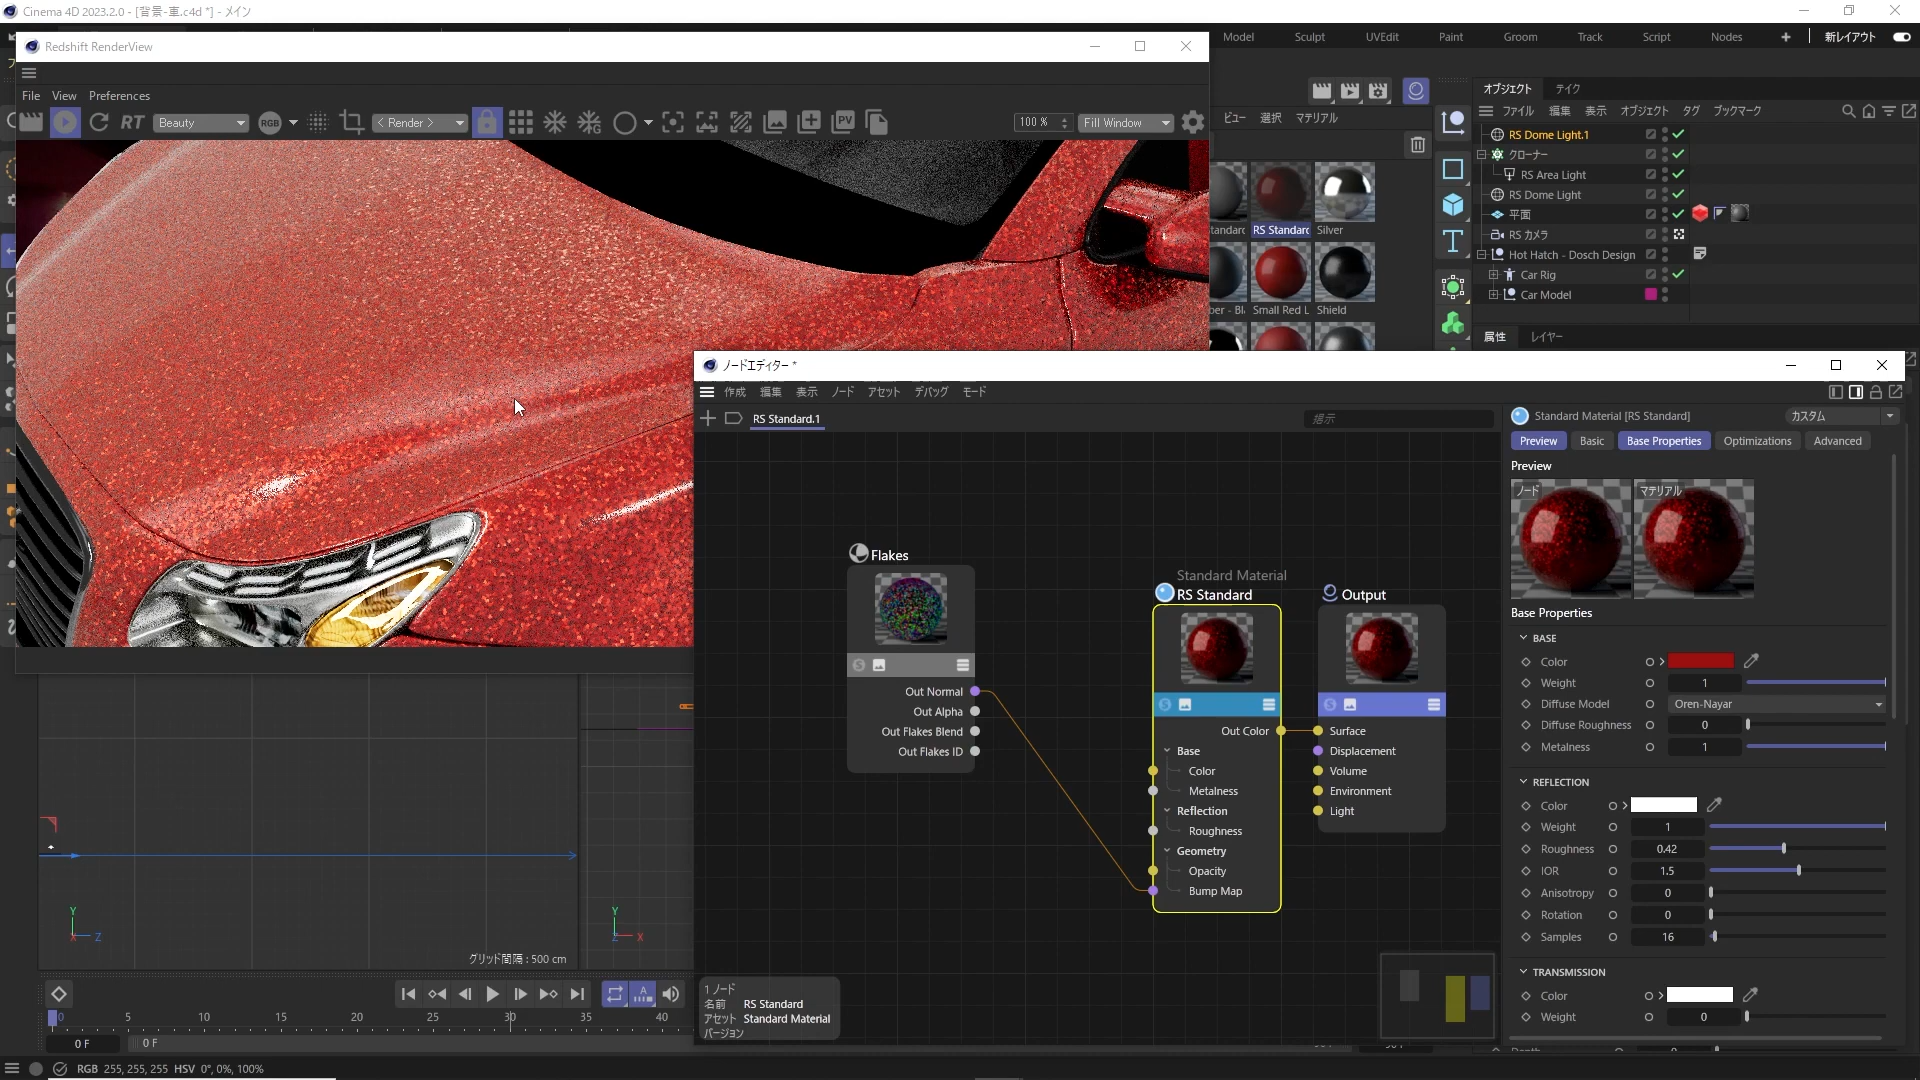 Cinema 4D 2023.2.0 - [背景-車.c4d *] - メイン
Redshift RenderView
File View Preferences
RT Beauty RGB < Render > PV 100 % Fill Window
Model Sculpt UVEdit Paint Groom Track Script Nodes + 新レイアウト
オブジェクト テイク
ファイル 編集 表示 オブジェクト タグ ブックマーク
ビュー 選択 マテリアル
RS Dome Light.1
クローナー
RS Area Light
RS Dome Light
平面
RS カメラ
Hot Hatch - Dosch Design
Car Rig
Car Model
tandard RS Standard Silver
ber - Bl Small Red L Shield
属性 レイヤー
ノードエディター *
作成 編集 表示 ノード アセット デバッグ モード
RS Standard.1
提示
Flakes
Out Normal
Out Alpha
Out Flakes Blend
Out Flakes ID
Standard Material
RS Standard
Out Color
Base
Color
Metalness
Reflection
Roughness
Geometry
Opacity
Bump Map
Output
Surface
Displacement
Volume
Environment
Light
1 ノード
名前 RS Standard
アセット Standard Material
バージョン
Standard Material [RS Standard] カスタム
Preview Basic Base Properties Optimizations Advanced
Preview
ノード マテリアル
Base Properties
BASE
Color
Weight 1
Diffuse Model Oren-Nayar
Diffuse Roughness 0
Metalness 1
REFLECTION
Color
Weight 1
Roughness 0.42
IOR 1.5
Anisotropy 0
Rotation 0
Samples 16
TRANSMISSION
Color
Weight 0
Y
X Z
Y
Z X
グリッド間隔 : 500 cm
0 5 10 15 20 25 30 35 40
0 F 0 F
RGB 255, 255, 255 HSV 0°, 0%, 100%